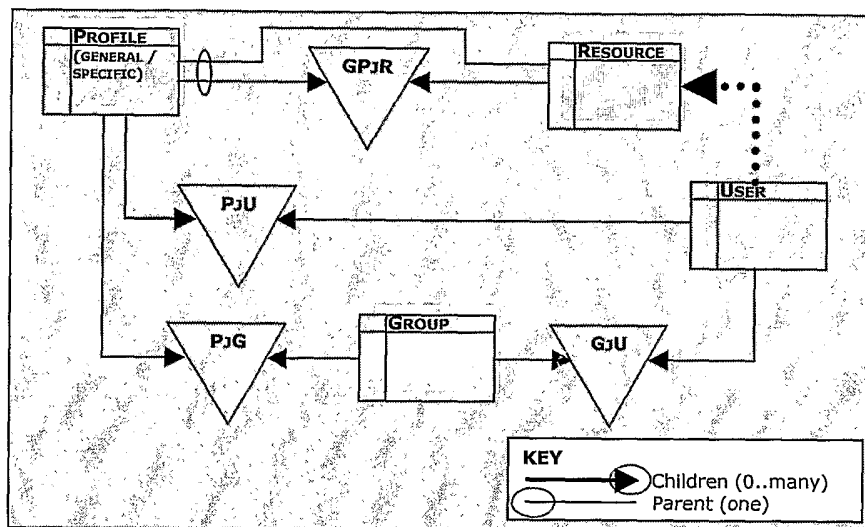 PROFILE
(GENERAL /
SPECIFIC)
GPJR
RESOURCE
PJU
USER
PJG
GROUP
GJU
KEY
Children (0..many)
Parent (one)